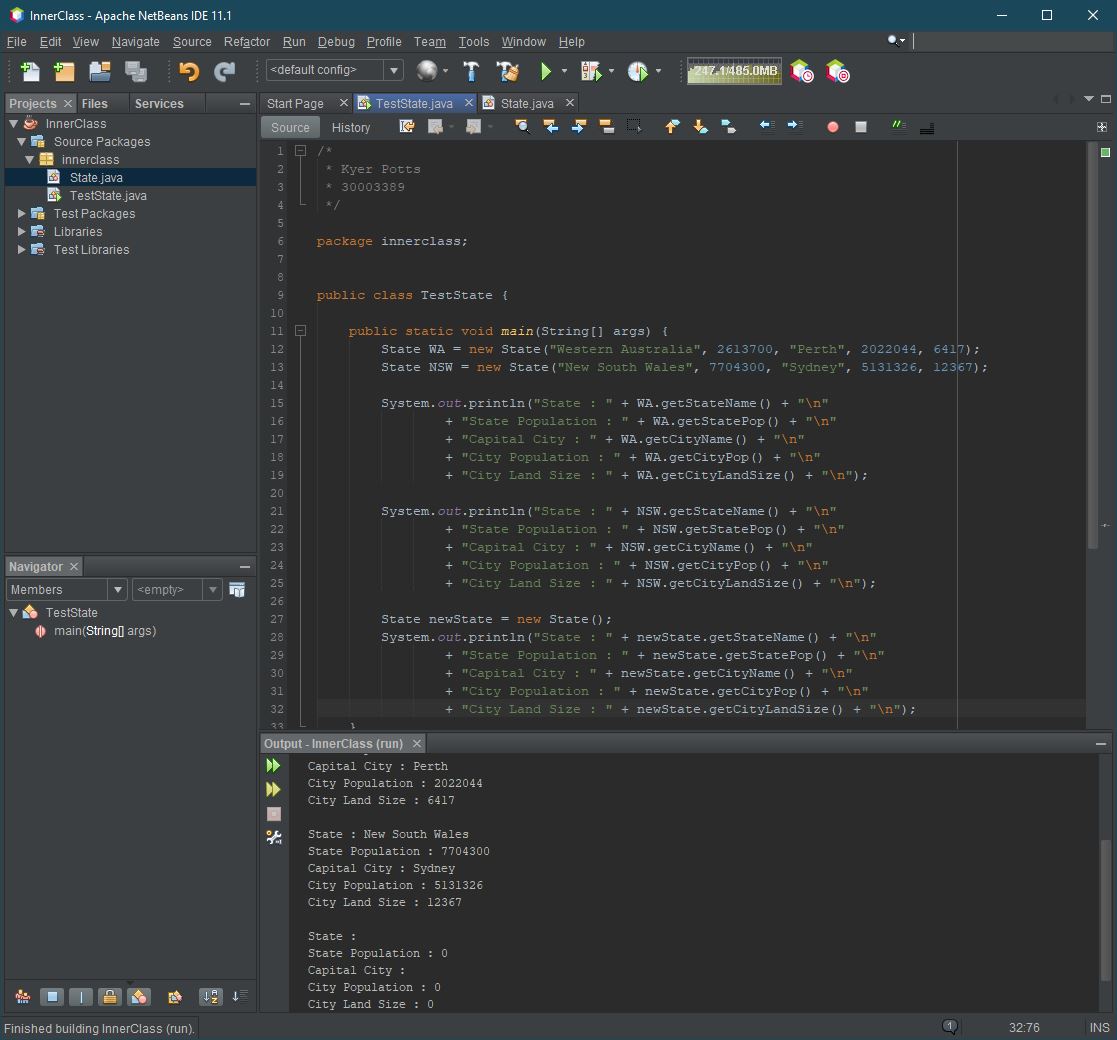 InnerClass - Apache NetBeans IDE 11.1
File Edit View Navigate Source Refactor Run Debug Profile Team Tools Window Help
<default config>
247.1/485.0MB
Projects Files Services
InnerClass
Source Packages
innerclass
State.java
TestState.java
Test Packages
Libraries
Test Libraries
Start Page TestState.java State.java
Source History
1 /*
2 * Kyer Potts
3 * 30003389
4 */
5
6 package innerclass;
7
8
9 public class TestState {
10
11 public static void main(String[] args) {
12 State WA = new State("Western Australia", 2613700, "Perth", 2022044, 6417);
13 State NSW = new State("New South Wales", 7704300, "Sydney", 5131326, 12367);
14
15 System.out.println("State : " + WA.getStateName() + "\n"
16 + "State Population : " + WA.getStatePop() + "\n"
17 + "Capital City : " + WA.getCityName() + "\n"
18 + "City Population : " + WA.getCityPop() + "\n"
19 + "City Land Size : " + WA.getCityLandSize() + "\n");
20
21 System.out.println("State : " + NSW.getStateName() + "\n"
22 + "State Population : " + NSW.getStatePop() + "\n"
23 + "Capital City : " + NSW.getCityName() + "\n"
24 + "City Population : " + NSW.getCityPop() + "\n"
25 + "City Land Size : " + NSW.getCityLandSize() + "\n");
26
27 State newState = new State();
28 System.out.println("State : " + newState.getStateName() + "\n"
29 + "State Population : " + newState.getStatePop() + "\n"
30 + "Capital City : " + newState.getCityName() + "\n"
31 + "City Population : " + newState.getCityPop() + "\n"
32 + "City Land Size : " + newState.getCityLandSize() + "\n");
33 }
Navigator
Members <empty>
TestState
main(String[] args)
Output - InnerClass (run)
Capital City : Perth
City Population : 2022044
City Land Size : 6417
State : New South Wales
State Population : 7704300
Capital City : Sydney
City Population : 5131326
City Land Size : 12367
State :
State Population : 0
Capital City :
City Population : 0
City Land Size : 0
Finished building InnerClass (run).
1
32:76
INS